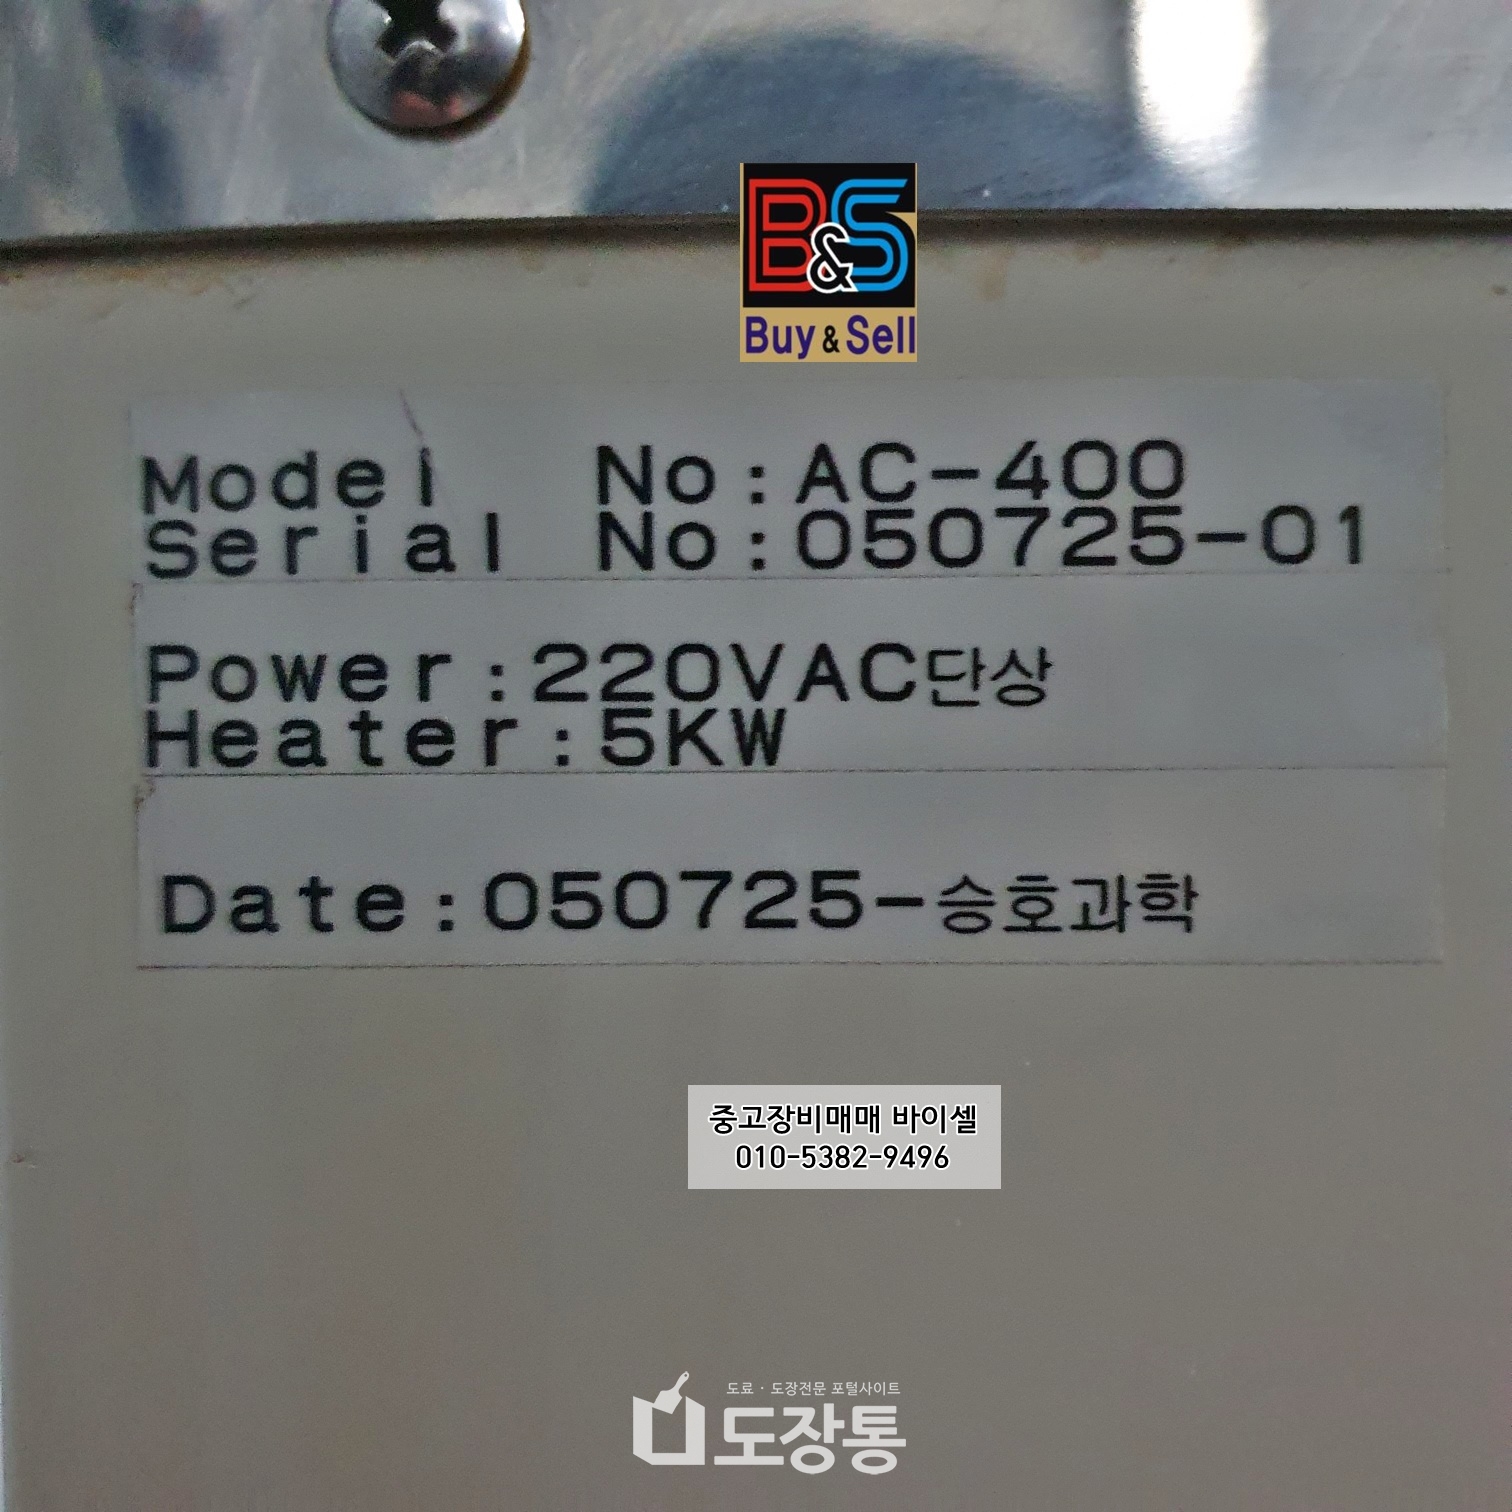 B&S
Buy & Sell
Model No:AC-400
Serial No:050725-01
Power:220VAC단상
Heater:5KW
Date:050725-승호과학
중고장비매매 바이셀
010-5382-9496
도료 · 도장전문 포털사이트
도장통